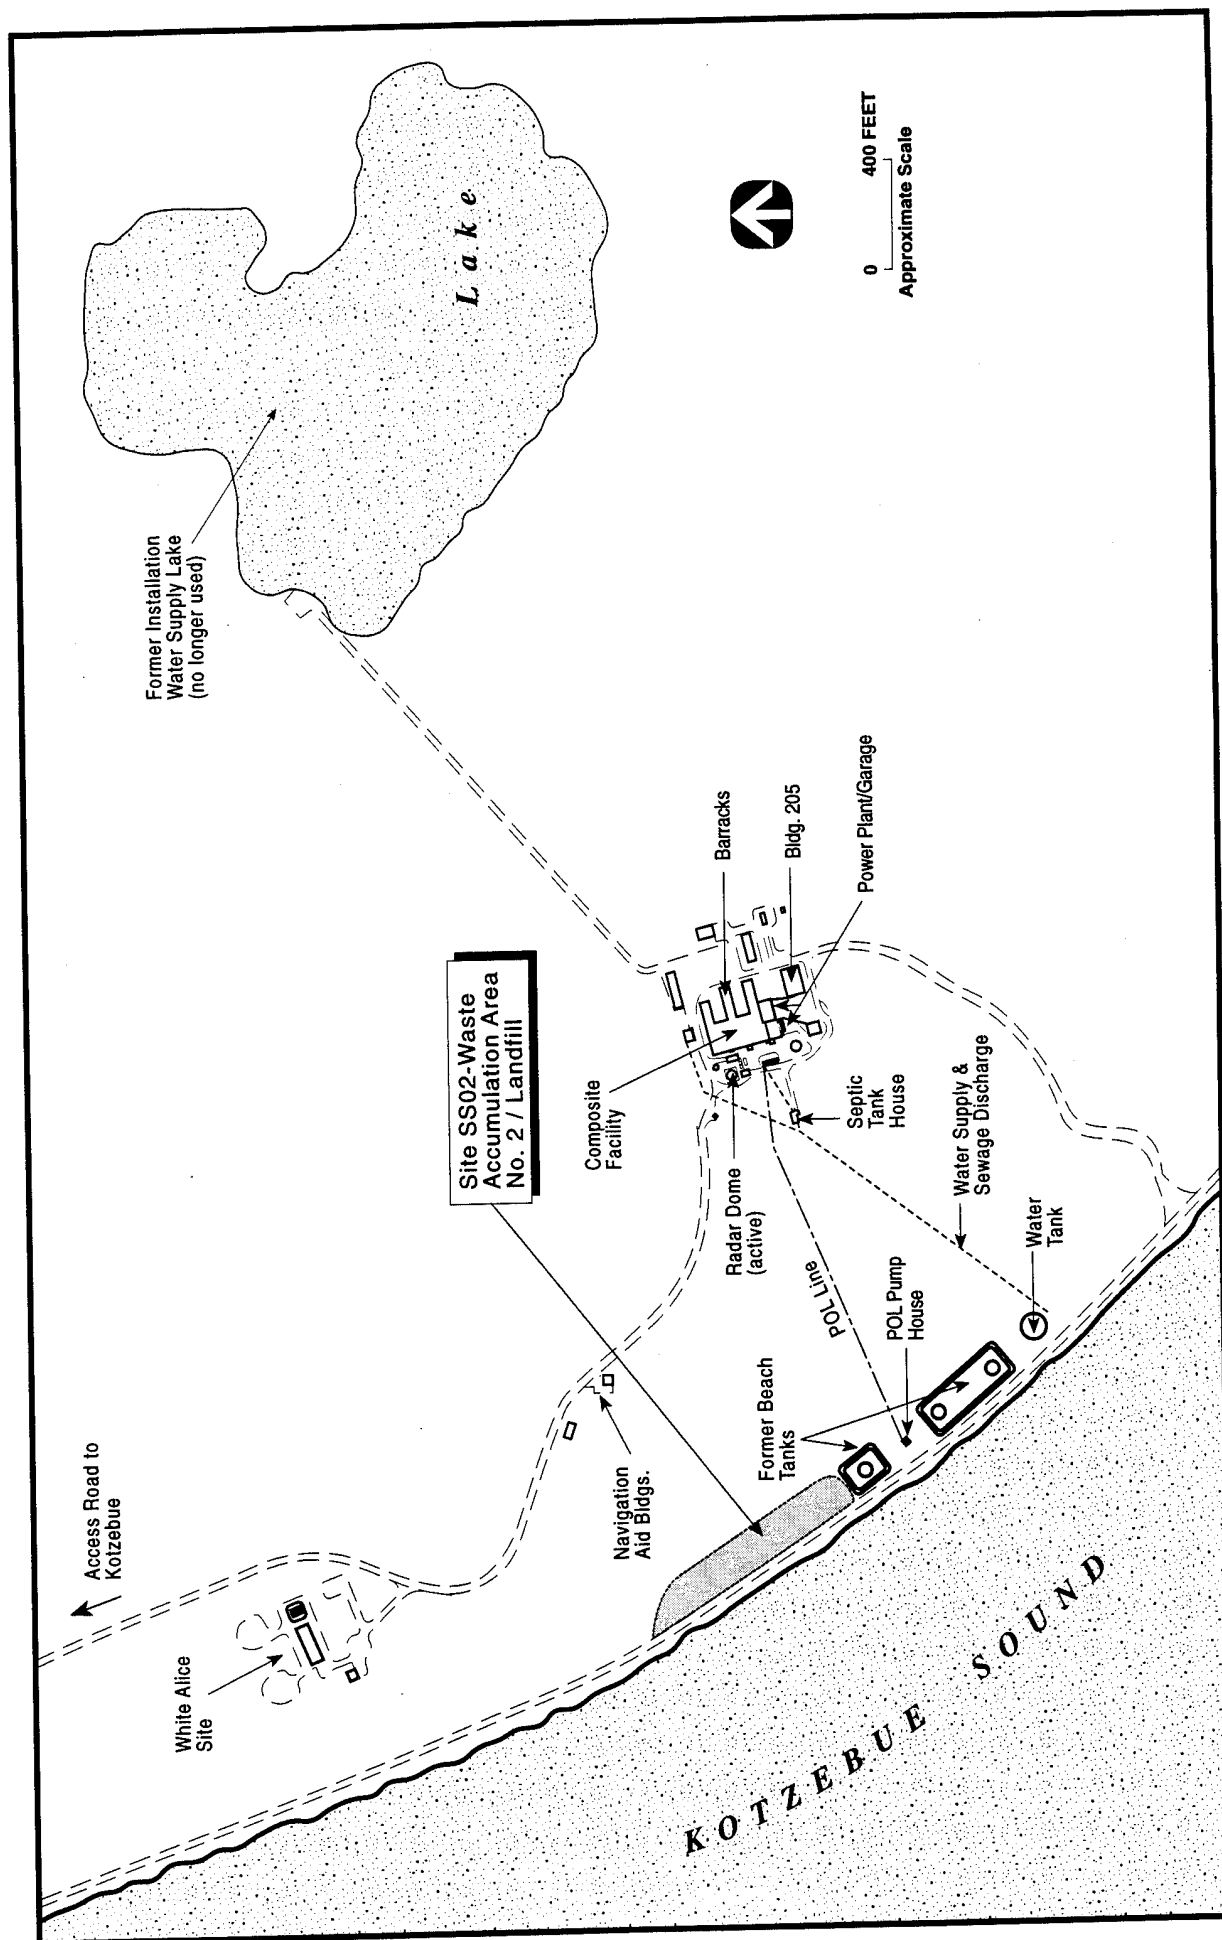 Access Road to
Kotzebue
White Alice
Site
Former Installation
Water Supply Lake
(no longer used)
Lake
Site SS02-Waste
Accumulation Area
No. 2 / Landfill
Navigation
Aid Bldgs.
Composite
Facility
Barracks
Bldg. 205
Power Plant/Garage
Radar Dome
(active)
Septic
Tank
House
POL Line
Former Beach
Tanks
POL Pump
House
Water Supply &
Sewage Discharge
Water
Tank
KOTZEBUE SOUND
0 400 FEET
Approximate Scale